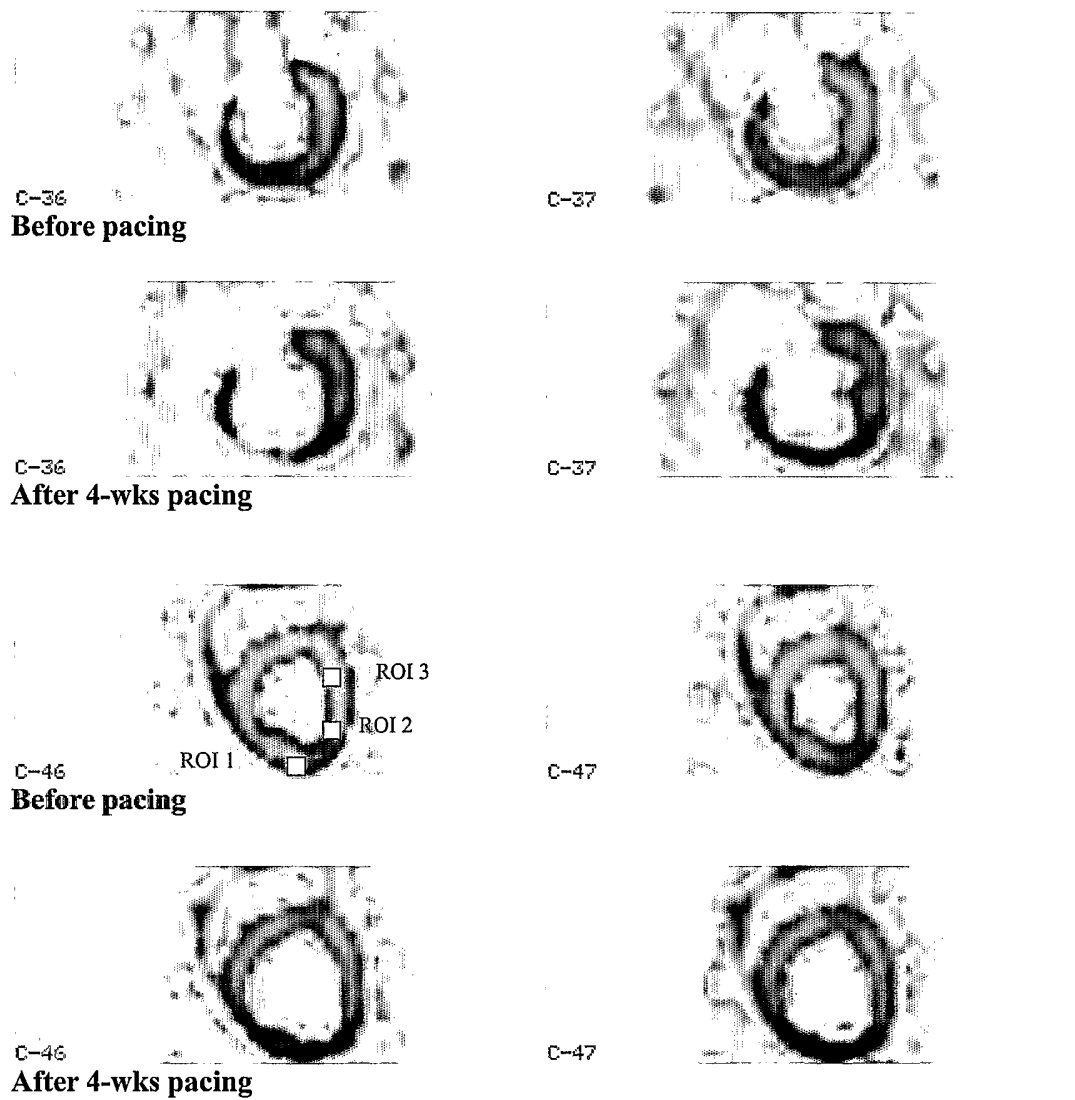 C-36 C-37
Before pacing
C-36 C-37
After 4-wks pacing
ROI 3
ROI 2
ROI 1
C-46 C-47
Before pacing
C-46 C-47
After 4-wks pacing